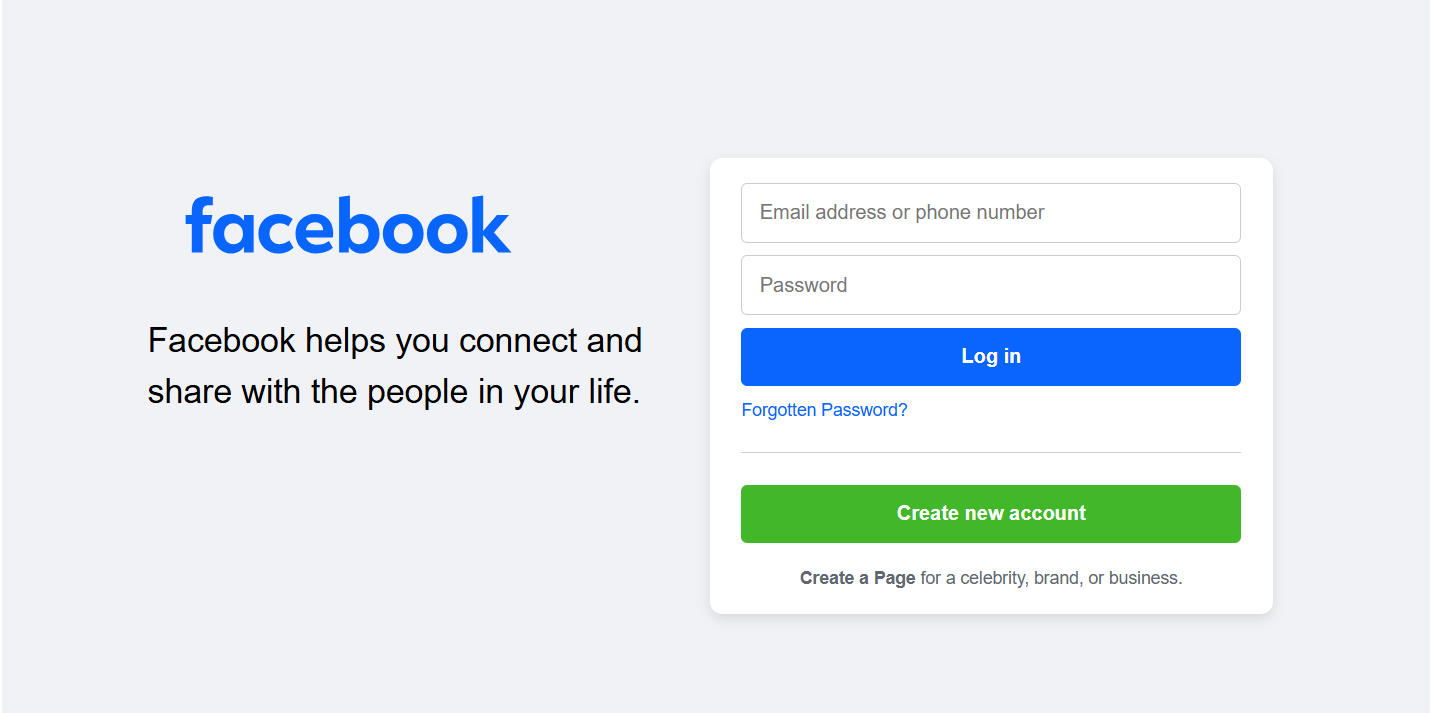 facebook
Facebook helps you connect and
share with the people in your life.
Email address or phone number
Password
Log in
Forgotten Password?
Create new account
Create a Page for a celebrity, brand, or business.